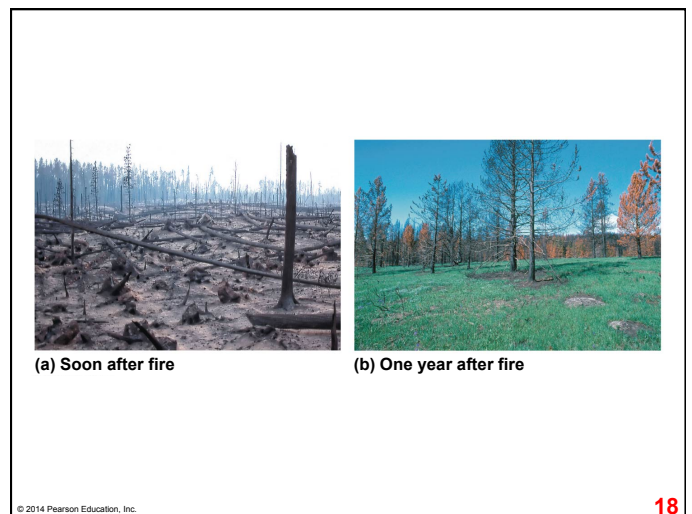 (a) Soon after fire
(b) One year after fire
© 2014 Pearson Education, Inc.
18